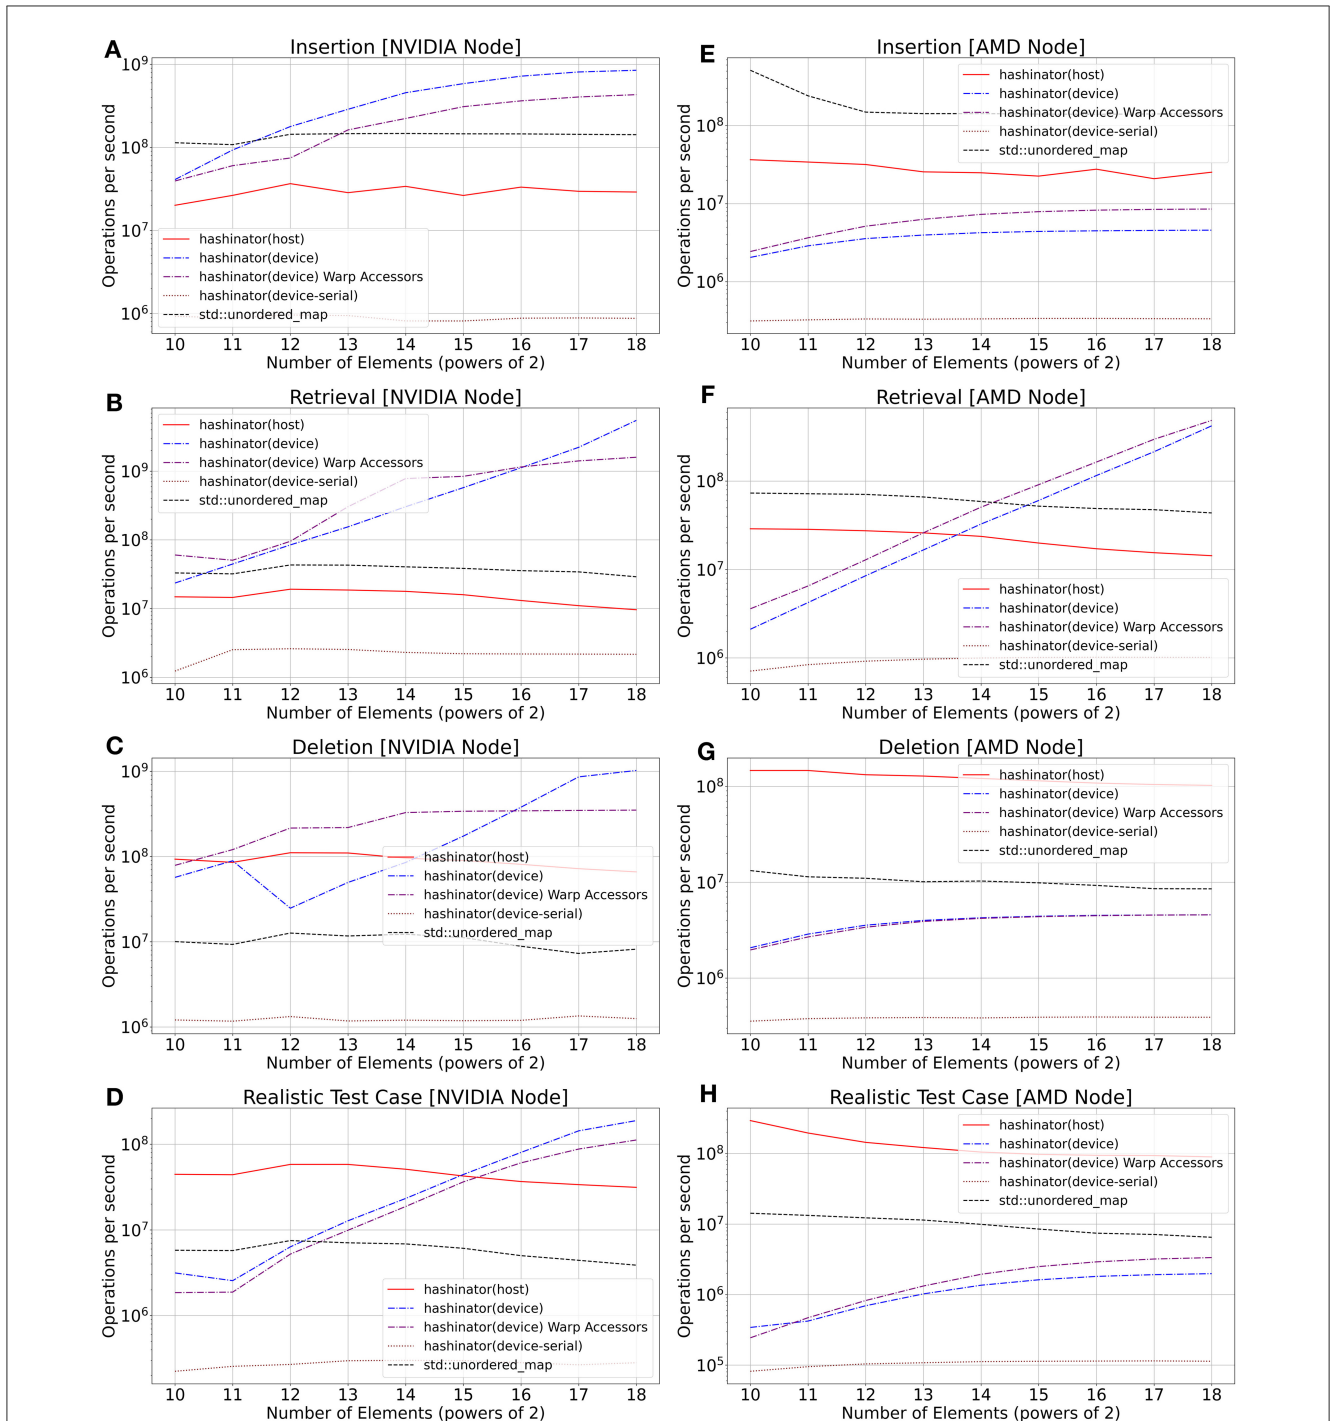 A
Insertion [NVIDIA Node]
Operations per second
10^9
10^8
10^7
10^6
hashinator(host)
hashinator(device)
hashinator(device) Warp Accessors
hashinator(device-serial)
std::unordered_map
10 11 12 13 14 15 16 17 18
Number of Elements (powers of 2)
E
Insertion [AMD Node]
Operations per second
10^8
10^7
10^6
hashinator(host)
hashinator(device)
hashinator(device) Warp Accessors
hashinator(device-serial)
std::unordered_map
10 11 12 13 14 15 16 17 18
Number of Elements (powers of 2)
B
Retrieval [NVIDIA Node]
Operations per second
10^9
10^8
10^7
10^6
hashinator(host)
hashinator(device)
hashinator(device) Warp Accessors
hashinator(device-serial)
std::unordered_map
10 11 12 13 14 15 16 17 18
Number of Elements (powers of 2)
F
Retrieval [AMD Node]
Operations per second
10^8
10^7
10^6
hashinator(host)
hashinator(device)
hashinator(device) Warp Accessors
hashinator(device-serial)
std::unordered_map
10 11 12 13 14 15 16 17 18
Number of Elements (powers of 2)
C
Deletion [NVIDIA Node]
Operations per second
10^9
10^8
10^7
10^6
hashinator(host)
hashinator(device)
hashinator(device) Warp Accessors
hashinator(device-serial)
std::unordered_map
10 11 12 13 14 15 16 17 18
Number of Elements (powers of 2)
G
Deletion [AMD Node]
Operations per second
10^8
10^7
10^6
hashinator(host)
hashinator(device)
hashinator(device) Warp Accessors
hashinator(device-serial)
std::unordered_map
10 11 12 13 14 15 16 17 18
Number of Elements (powers of 2)
D
Realistic Test Case [NVIDIA Node]
Operations per second
10^8
10^7
10^6
hashinator(host)
hashinator(device)
hashinator(device) Warp Accessors
hashinator(device-serial)
std::unordered_map
10 11 12 13 14 15 16 17 18
Number of Elements (powers of 2)
H
Realistic Test Case [AMD Node]
Operations per second
10^8
10^7
10^6
10^5
hashinator(host)
hashinator(device)
hashinator(device) Warp Accessors
hashinator(device-serial)
std::unordered_map
10 11 12 13 14 15 16 17 18
Number of Elements (powers of 2)